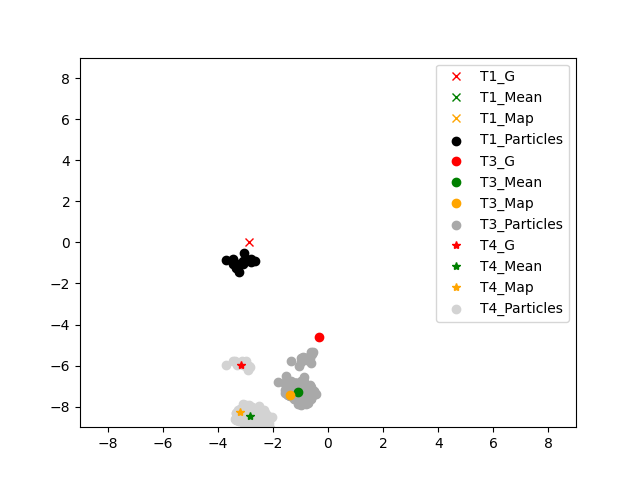 8
6
4
2
0
−2
−4
−6
−8
−8
−6
−4
−2
0
2
4
6
8
T1_G
T1_Mean
T1_Map
T1_Particles
T3_G
T3_Mean
T3_Map
T3_Particles
T4_G
T4_Mean
T4_Map
T4_Particles